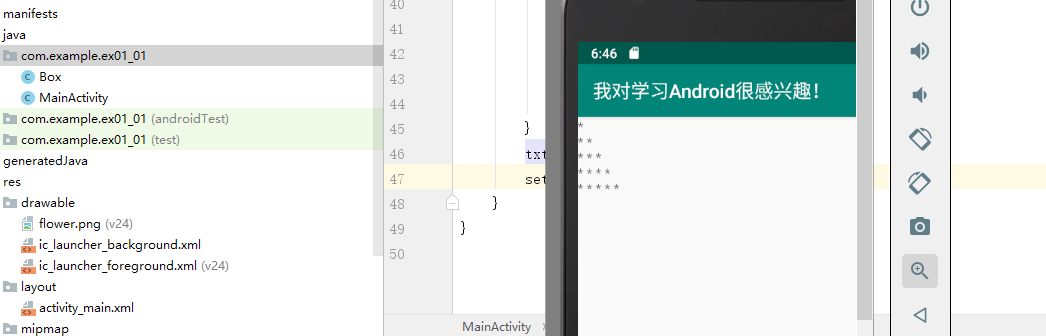 manifests
java
com.example.ex01_01
Box
MainActivity
com.example.ex01_01 (androidTest)
com.example.ex01_01 (test)
generatedJava
res
drawable
flower.png (v24)
ic_launcher_background.xml
ic_launcher_foreground.xml (v24)
layout
activity_main.xml
mipmap
40
41
42
43
44
45 }
46 txt
47 set
48 }
49 }
50
MainActivity
6:46
我对学习Android很感兴趣！
*
**
***
****
*****